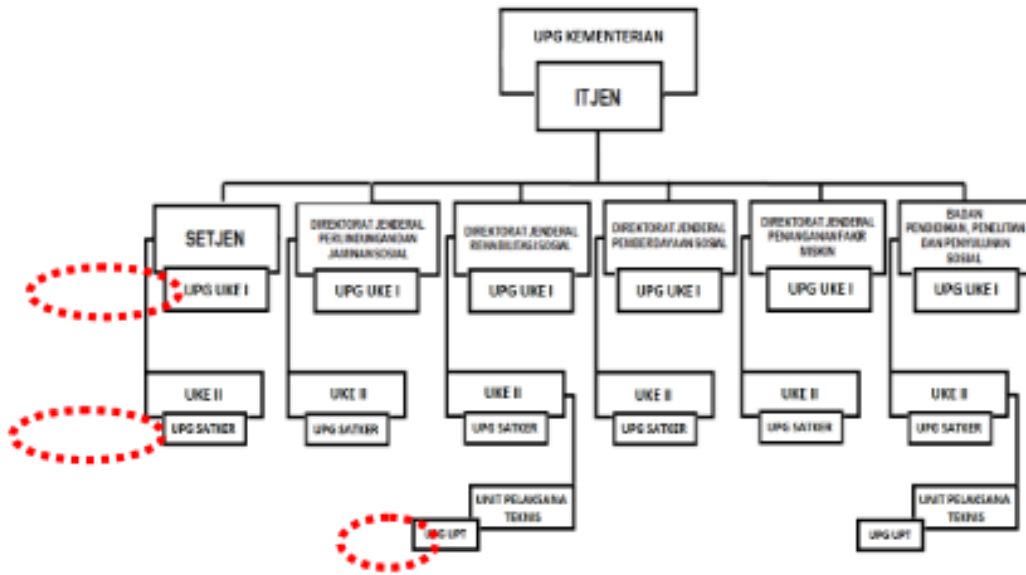 UPG KEMENTERIAN
ITJEN
SETJEN
DIREKTORAT JENDERAL
PERLINDUNGAN DAN
JAMINAN SOSIAL
DIREKTORAT JENDERAL
REHABILITASI SOSIAL
DIREKTORAT JENDERAL
PEMBERDAYAAN SOSIAL
DIREKTORAT JENDERAL
PENANGANAN FAKIR
MISKIN
BADAN
PENDIDIKAN, PENELITIAN
DAN PENYULUHAN
SOSIAL
UPG UKE I
UPG UKE I
UPG UKE I
UPG UKE I
UPG UKE I
UPG UKE I
UKE II
UKE II
UKE II
UKE II
UKE II
UKE II
UPG SATKER
UPG SATKER
UPG SATKER
UPG SATKER
UPG SATKER
UPG SATKER
UNIT PELAKSANA
TEKNIS
UNIT PELAKSANA
TEKNIS
UPG UPT
UPG UPT